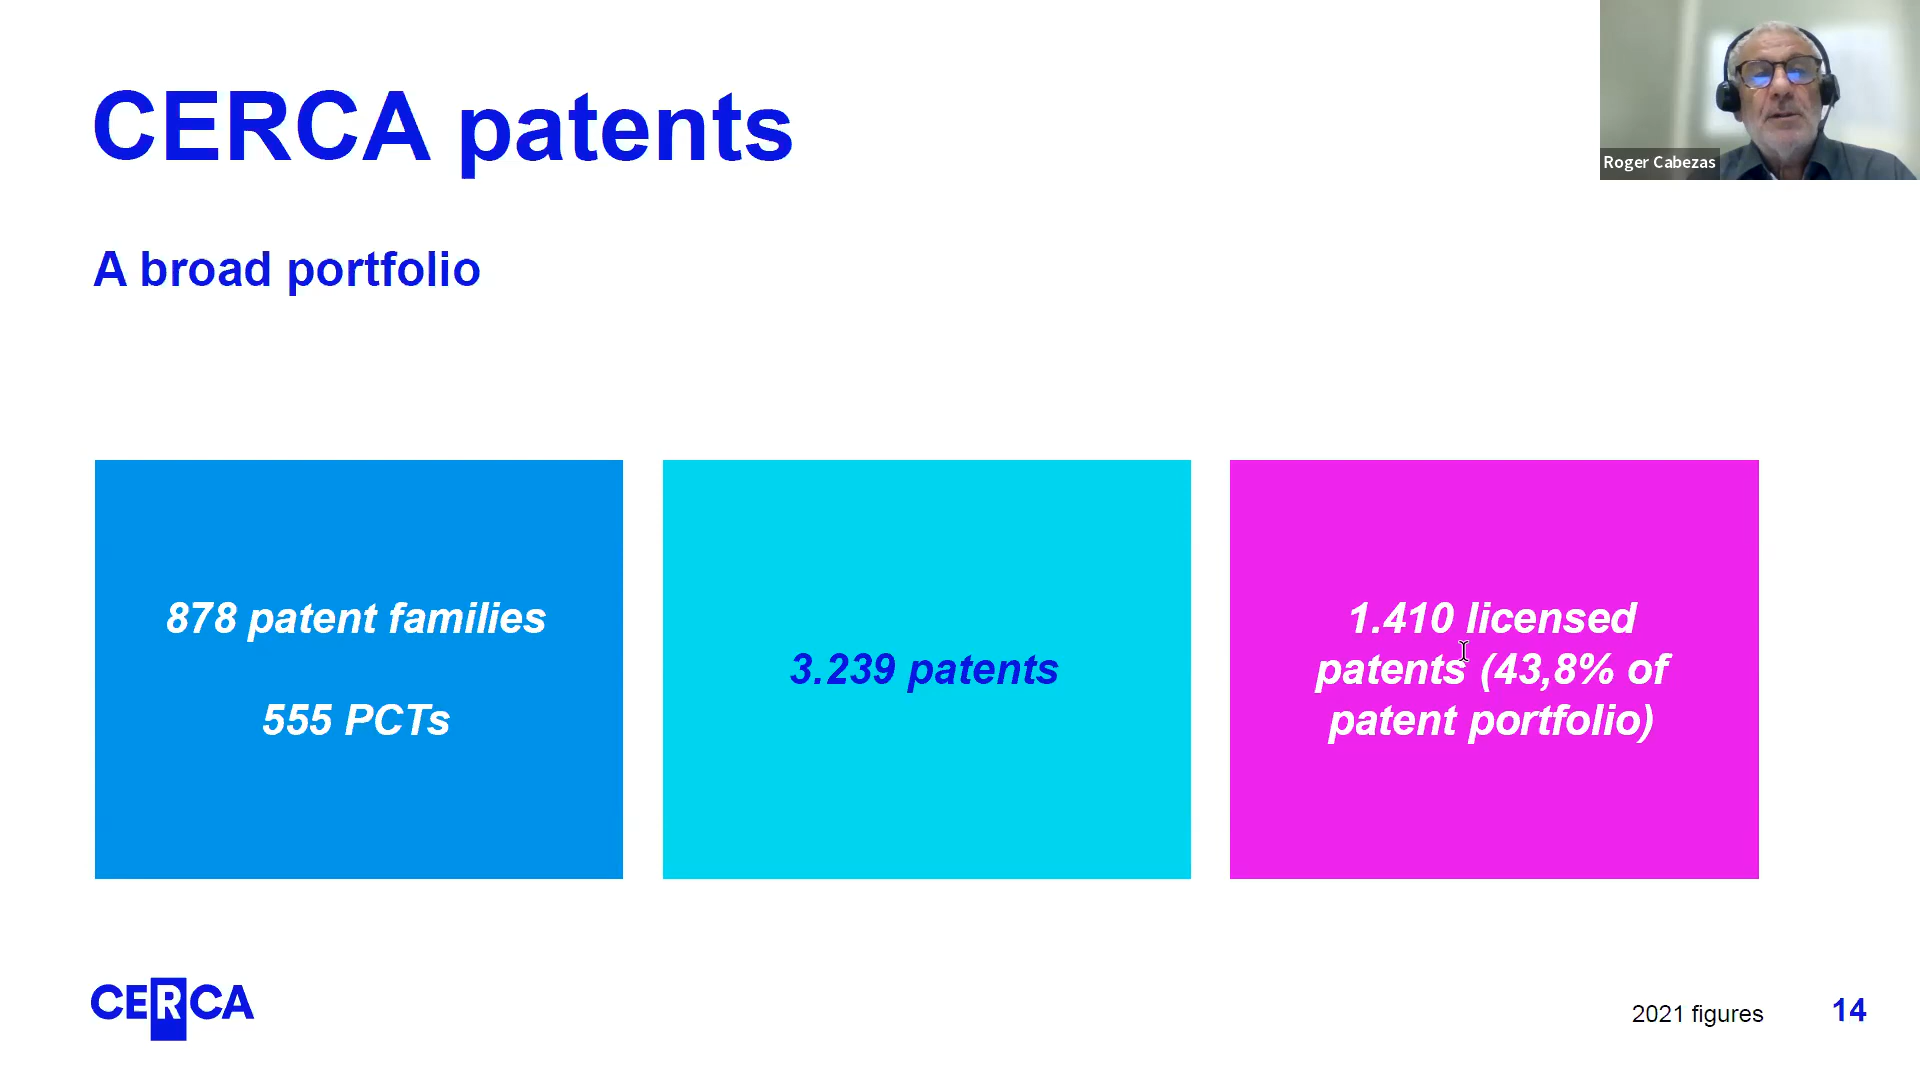 CERCA patents
Roger Cabezas
A broad portfolio
878 patent families
555 PCTs
3.239 patents
1.410 licensed
patents (43,8% of
patent portfolio)
CERCA
2021 figures
14